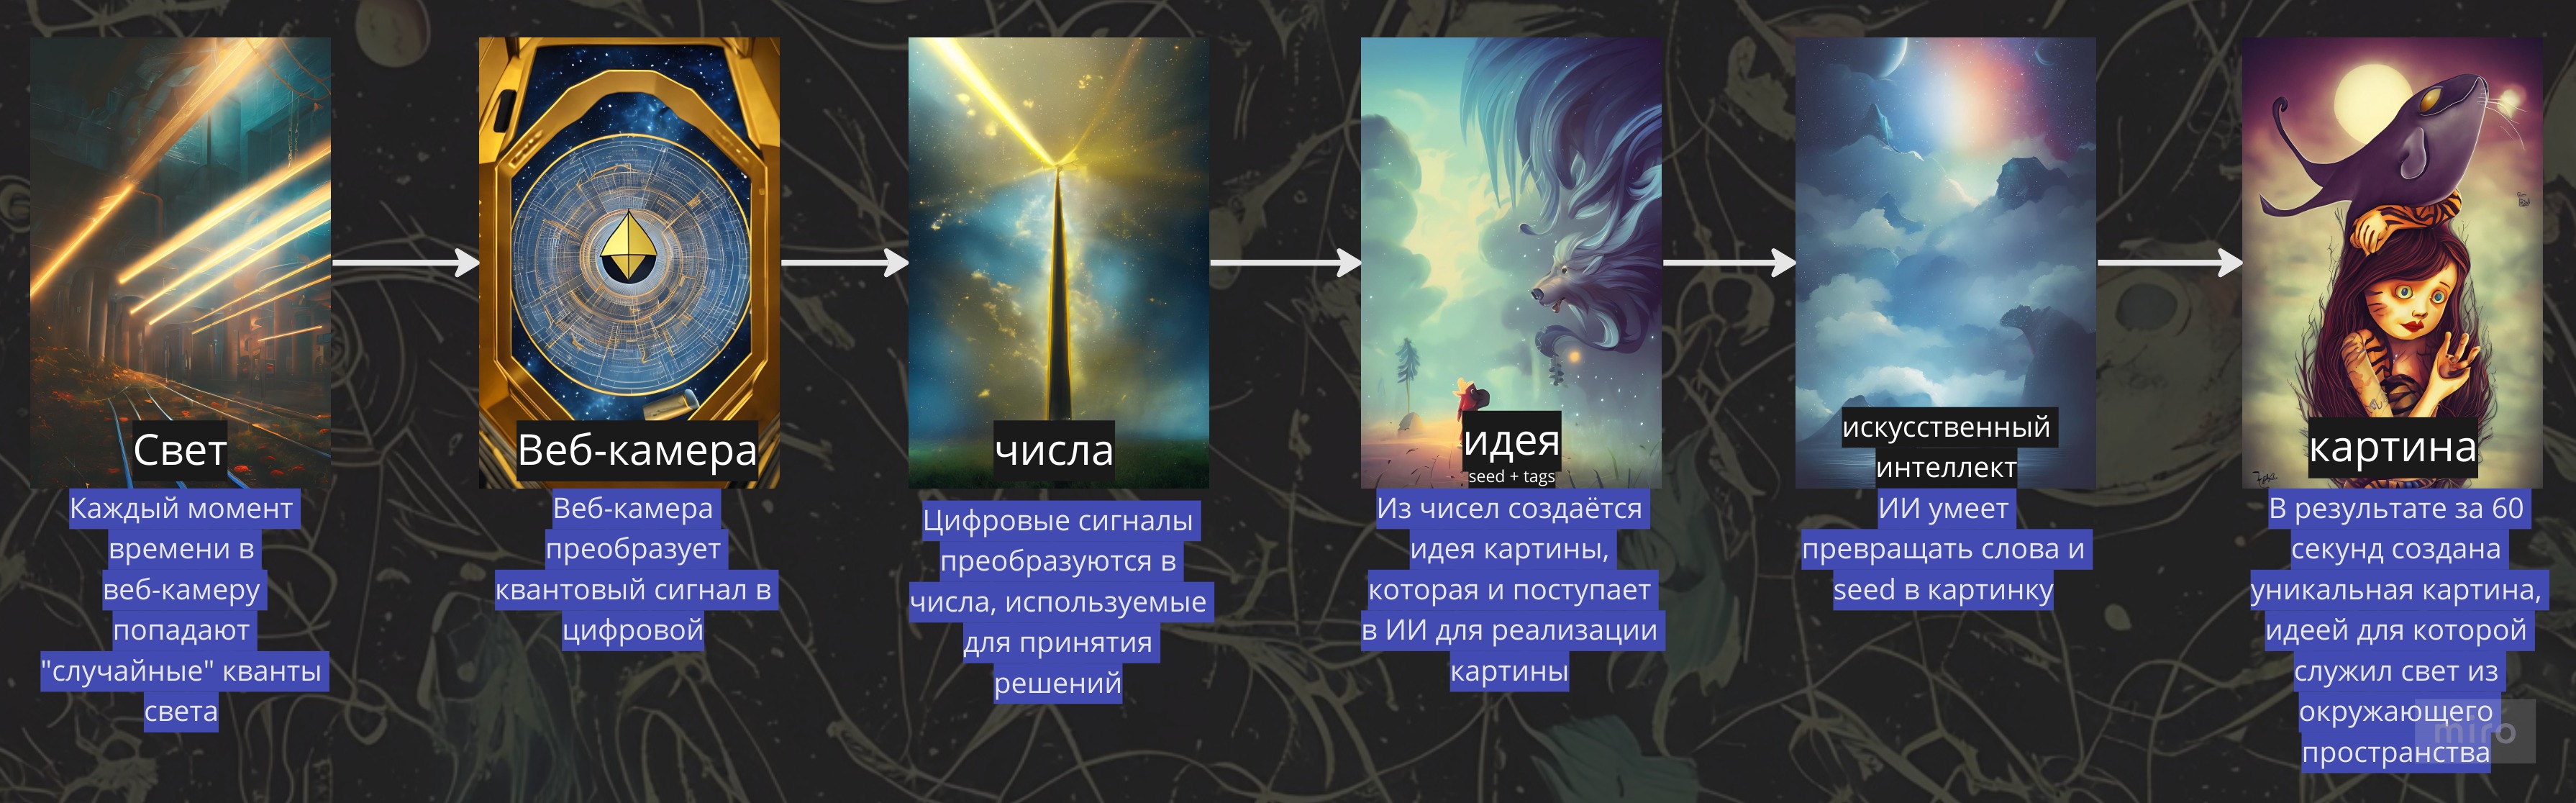 Свет
Каждый момент
времени в
веб-камеру
попадают
"случайные" кванты
света
Веб-камера
Веб-камера
преобразует
квантовый сигнал в
цифровой
числа
Цифровые сигналы
преобразуются в
числа, используемые
для принятия
решений
идея
seed + tags
Из чисел создаётся
идея картины,
которая и поступает
в ИИ для реализации
картины
искусственный
интеллект
ИИ умеет
превращать слова и
seed в картинку
картина
В результате за 60
секунд создана
уникальная картина,
идеей для которой
служил свет из
окружающего
пространства
miro